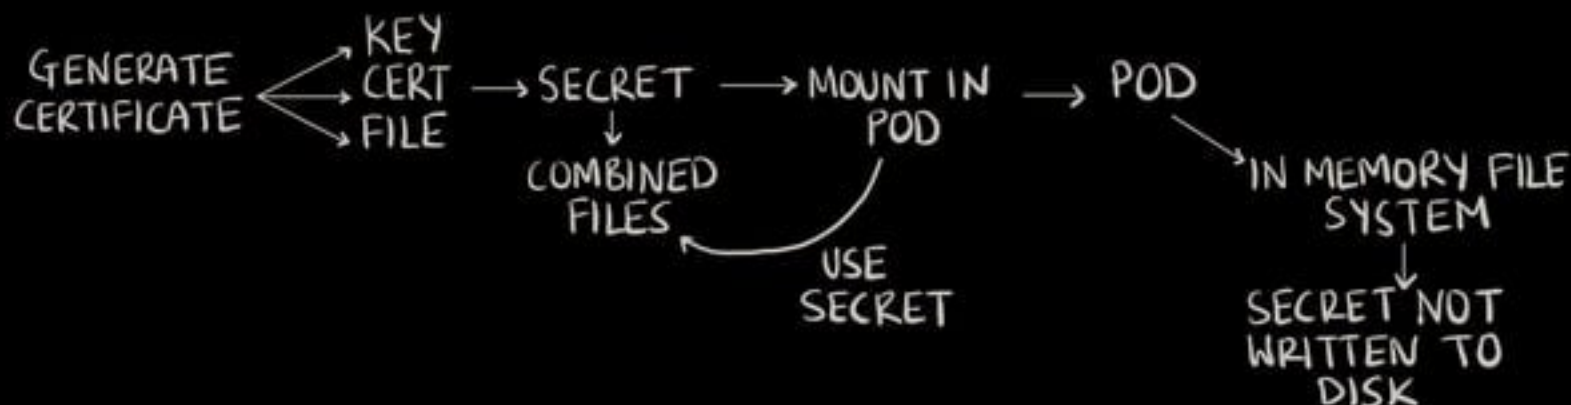 GENERATE
CERTIFICATE
KEY
CERT
FILE
SECRET
COMBINED
FILES
MOUNT IN
POD
USE
SECRET
POD
IN MEMORY FILE
SYSTEM
SECRET NOT
WRITTEN TO
DISK